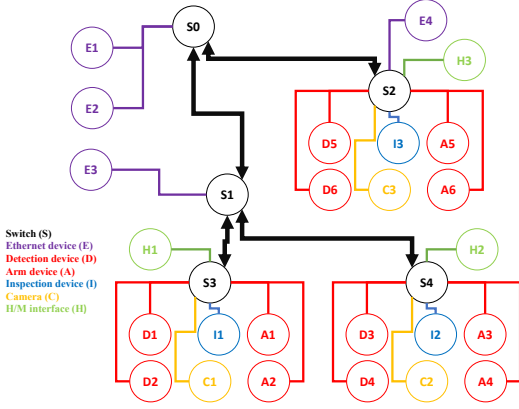 S0
E4
E1
H3
S2
E2
D5
I3
A5
E3
D6
C3
A6
S1
Switch (S)
Ethernet device (E)
Detection device (D)
Arm device (A)
Inspection device (I)
Camera (C)
H/M interface (H)
H1
H2
S3
S4
D1
I1
A1
D3
I2
A3
D2
C1
A2
D4
C2
A4